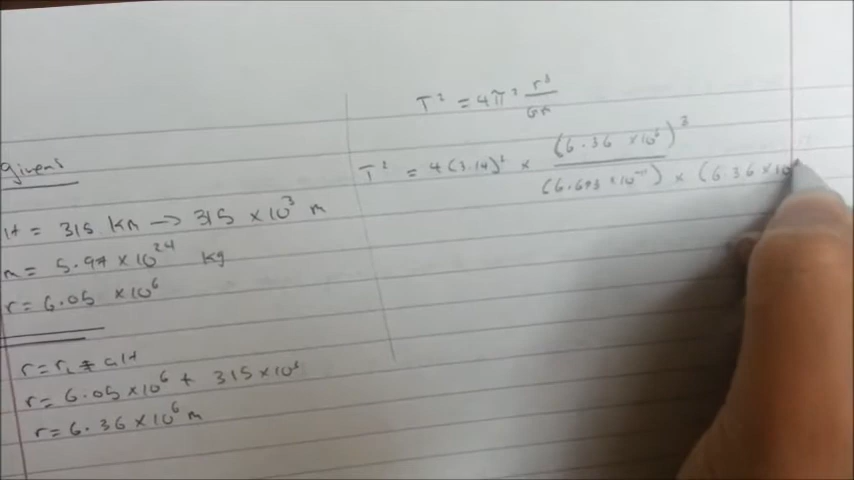 givens
alt = 315 km → 315 × 10³ m
m = 5.97 × 10²⁴ kg
r = 6.05 × 10⁶
r = r₁ + alt
r = 6.05 × 10⁶ + 315 × 10³
r = 6.36 × 10⁶ m
T² = 4π² r³ / Gm
T² = 4(3.14)² × (6.36 × 10⁶)³ / (6.673 × 10⁻¹¹) × (6.36 × 10